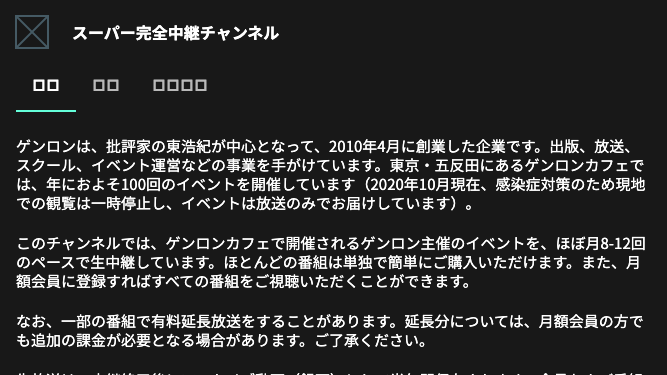 スーパー完全中継チャンネル
ゲンロンは、批評家の東浩紀が中心となって、2010年4月に創業した企業です。出版、放送、
スクール、イベント運営などの事業を手がけています。東京・五反田にあるゲンロンカフェで
は、年におよそ100回のイベントを開催しています（2020年10月現在、感染症対策のため現地
での観覧は一時停止し、イベントは放送のみでお届けしています）。
このチャンネルでは、ゲンロンカフェで開催されるゲンロン主催のイベントを、ほぼ月8-12回
のペースで生中継しています。ほとんどの番組は単独で簡単にご購入いただけます。また、月
額会員に登録すればすべての番組をご視聴いただくことができます。
なお、一部の番組で有料延長放送をすることがあります。延長分については、月額会員の方で
も追加の課金が必要となる場合があります。ご了承ください。